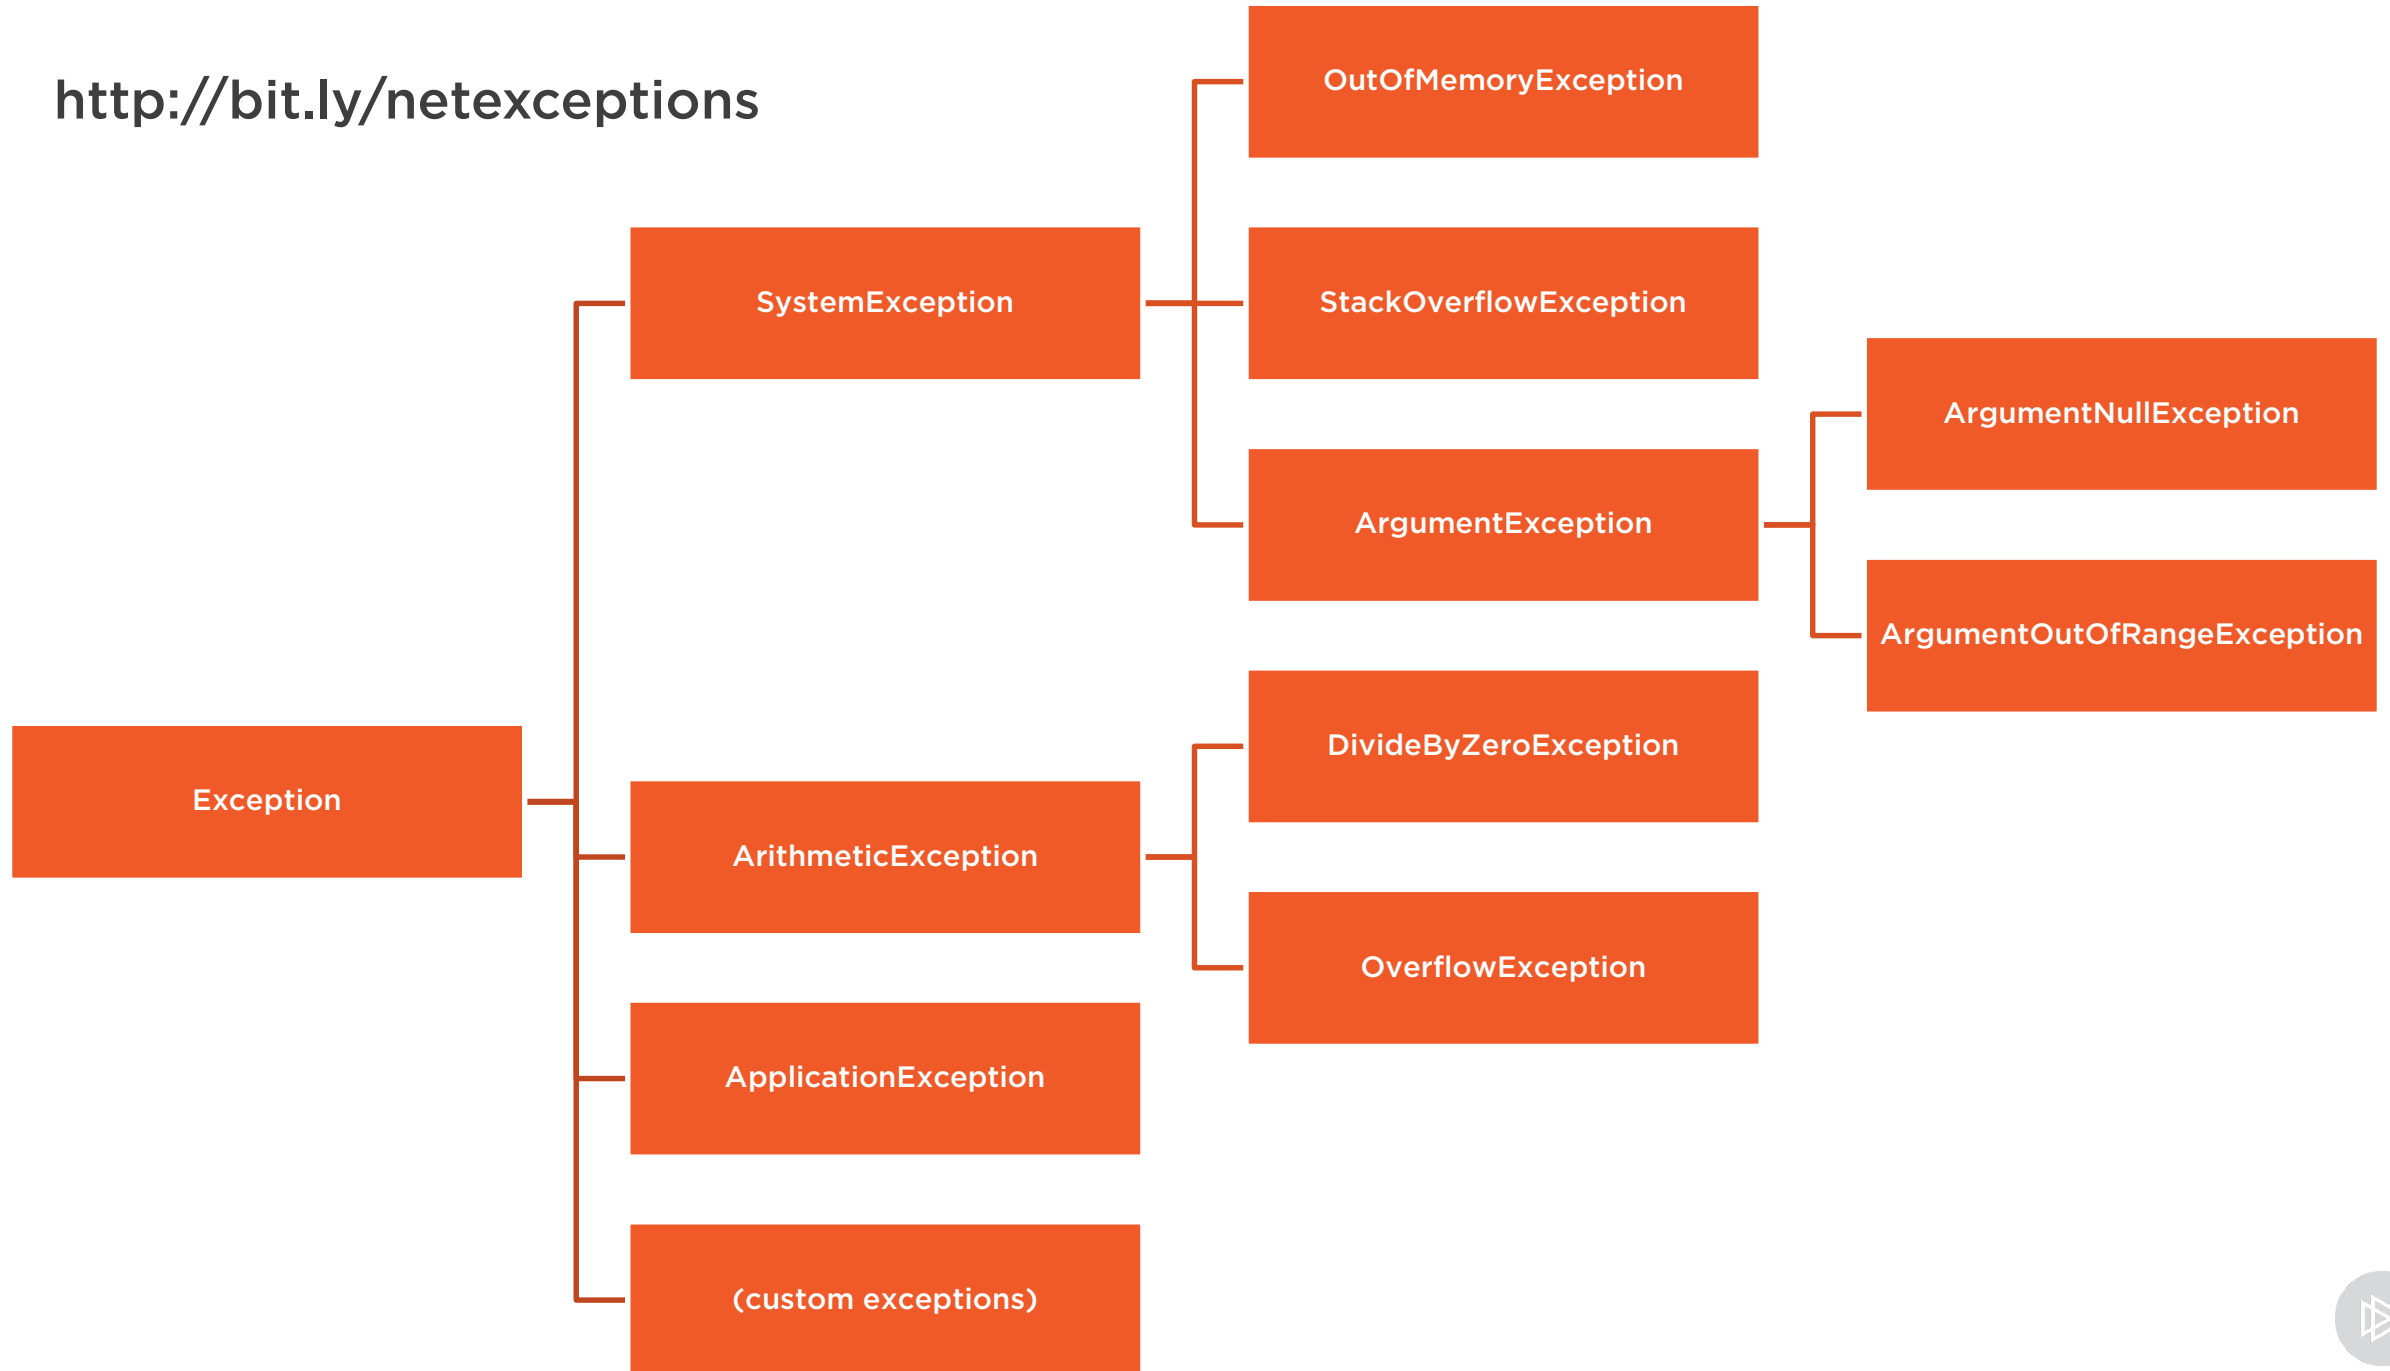 http://bit.ly/netexceptions
Exception
SystemException
OutOfMemoryException
StackOverflowException
ArgumentException
ArgumentNullException
ArgumentOutOfRangeException
ArithmeticException
DivideByZeroException
OverflowException
ApplicationException
(custom exceptions)